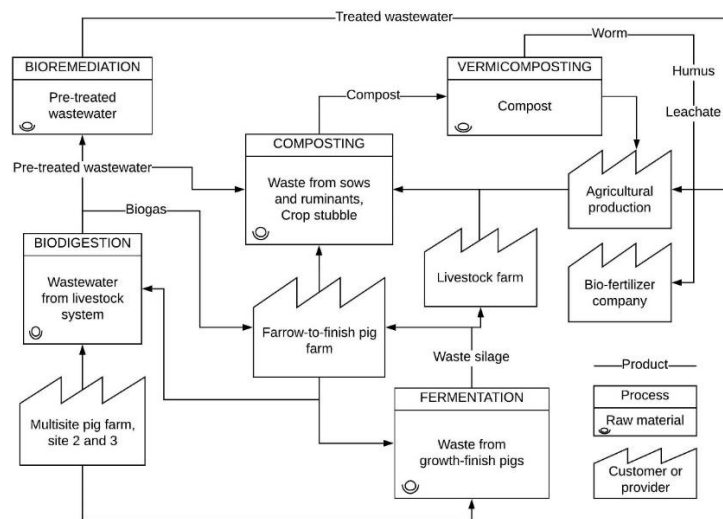 Treated wastewater
BIOREMEDIATION
Pre-treated
wastewater
VERMICOMPOSTING
Compost
Worm
Humus
Leachate
Compost
COMPOSTING
Waste from sows
and ruminants,
Crop stubble
Pre-treated wastewater
Biogas
Agricultural
production
BIODIGESTION
Wastewater
from livestock
system
Livestock farm
Bio-fertilizer
company
Farrow-to-finish pig
farm
Waste silage
Multisite pig farm,
site 2 and 3
FERMENTATION
Waste from
growth-finish pigs
Product
Process
Raw material
Customer or
provider